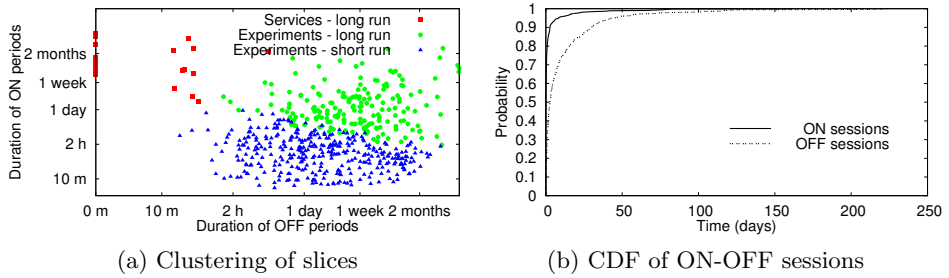 Duration of ON periods
2 months
1 week
1 day
2 h
10 m
Services - long run
Experiments - long run
Experiments - short run
0 m 10 m 2 h 1 day 1 week 2 months
Duration of OFF periods
(a) Clustering of slices
Probability
1
0.9
0.8
0.7
0.6
0.5
0.4
0.3
0.2
0.1
0
ON sessions
OFF sessions
0 50 100 150 200 250
Time (days)
(b) CDF of ON-OFF sessions